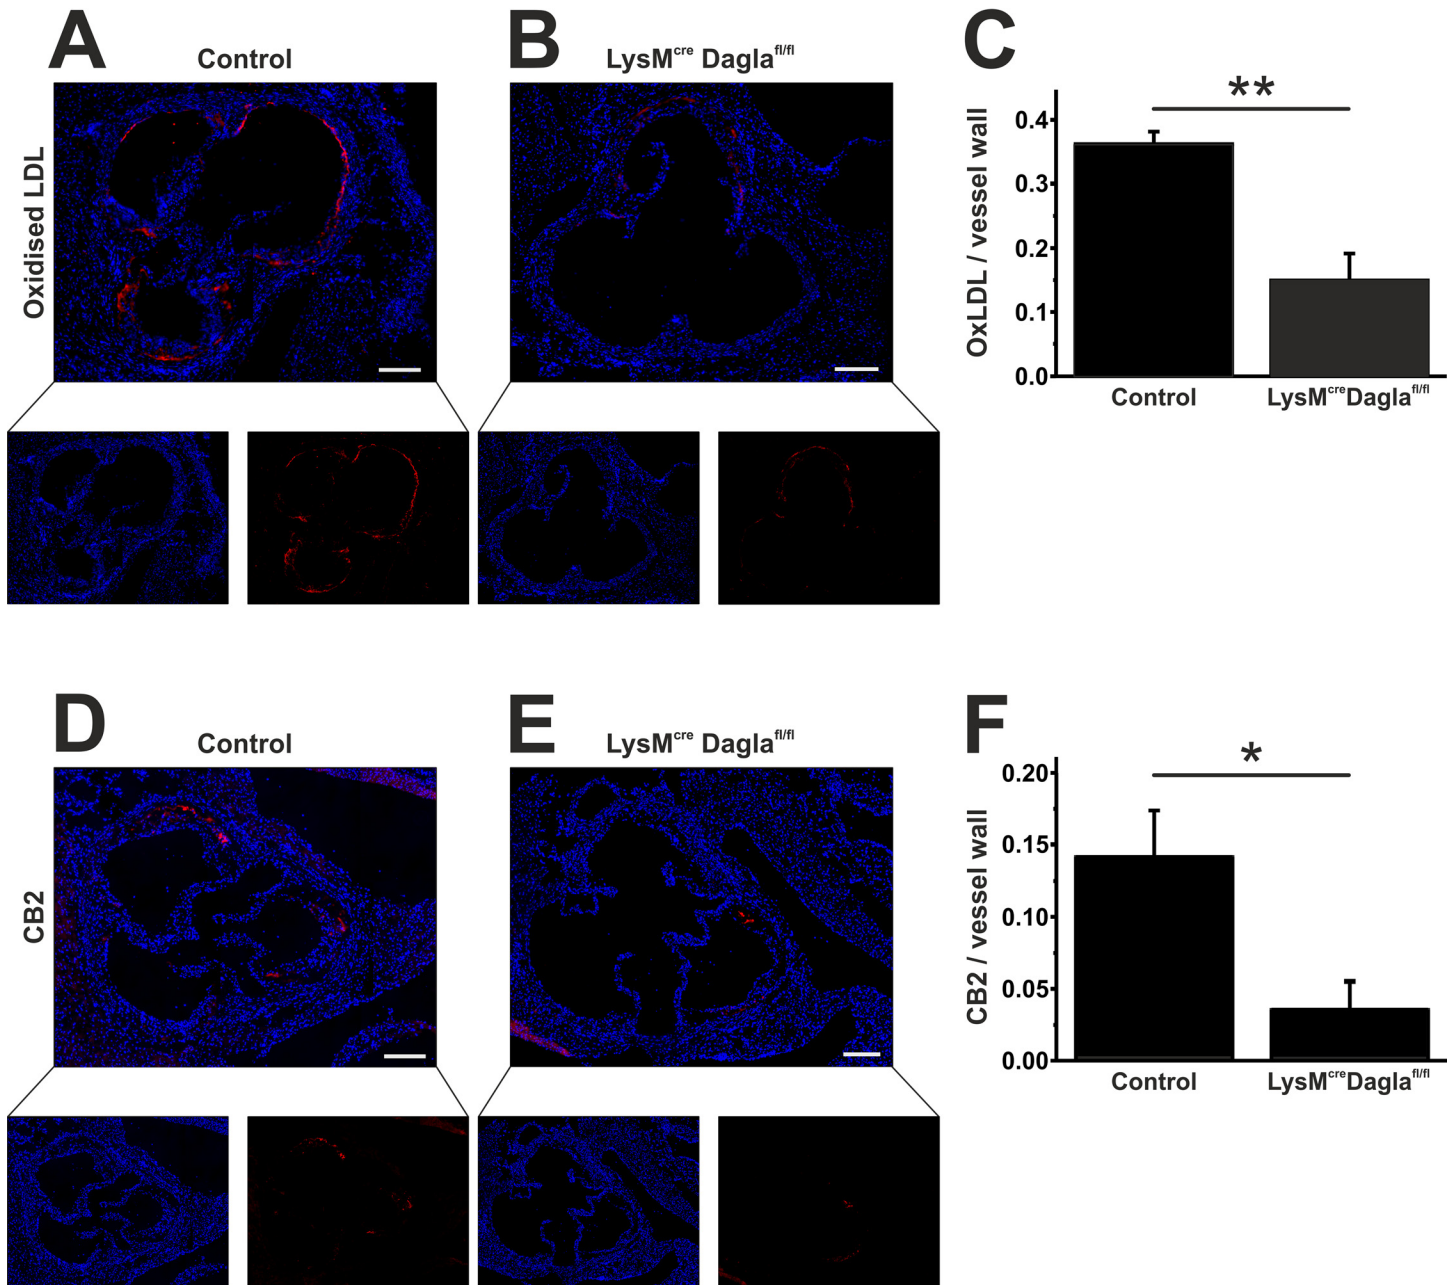 A
Control
B
LysMcre Daglafl/fl
C
Oxidised LDL
**
OxLDL / vessel wall
0.4
0.3
0.2
0.1
0.0
Control
LysMcreDaglafl/fl
D
Control
E
LysMcre Daglafl/fl
F
CB2
*
CB2 / vessel wall
0.20
0.15
0.10
0.05
0.00
Control
LysMcreDaglafl/fl